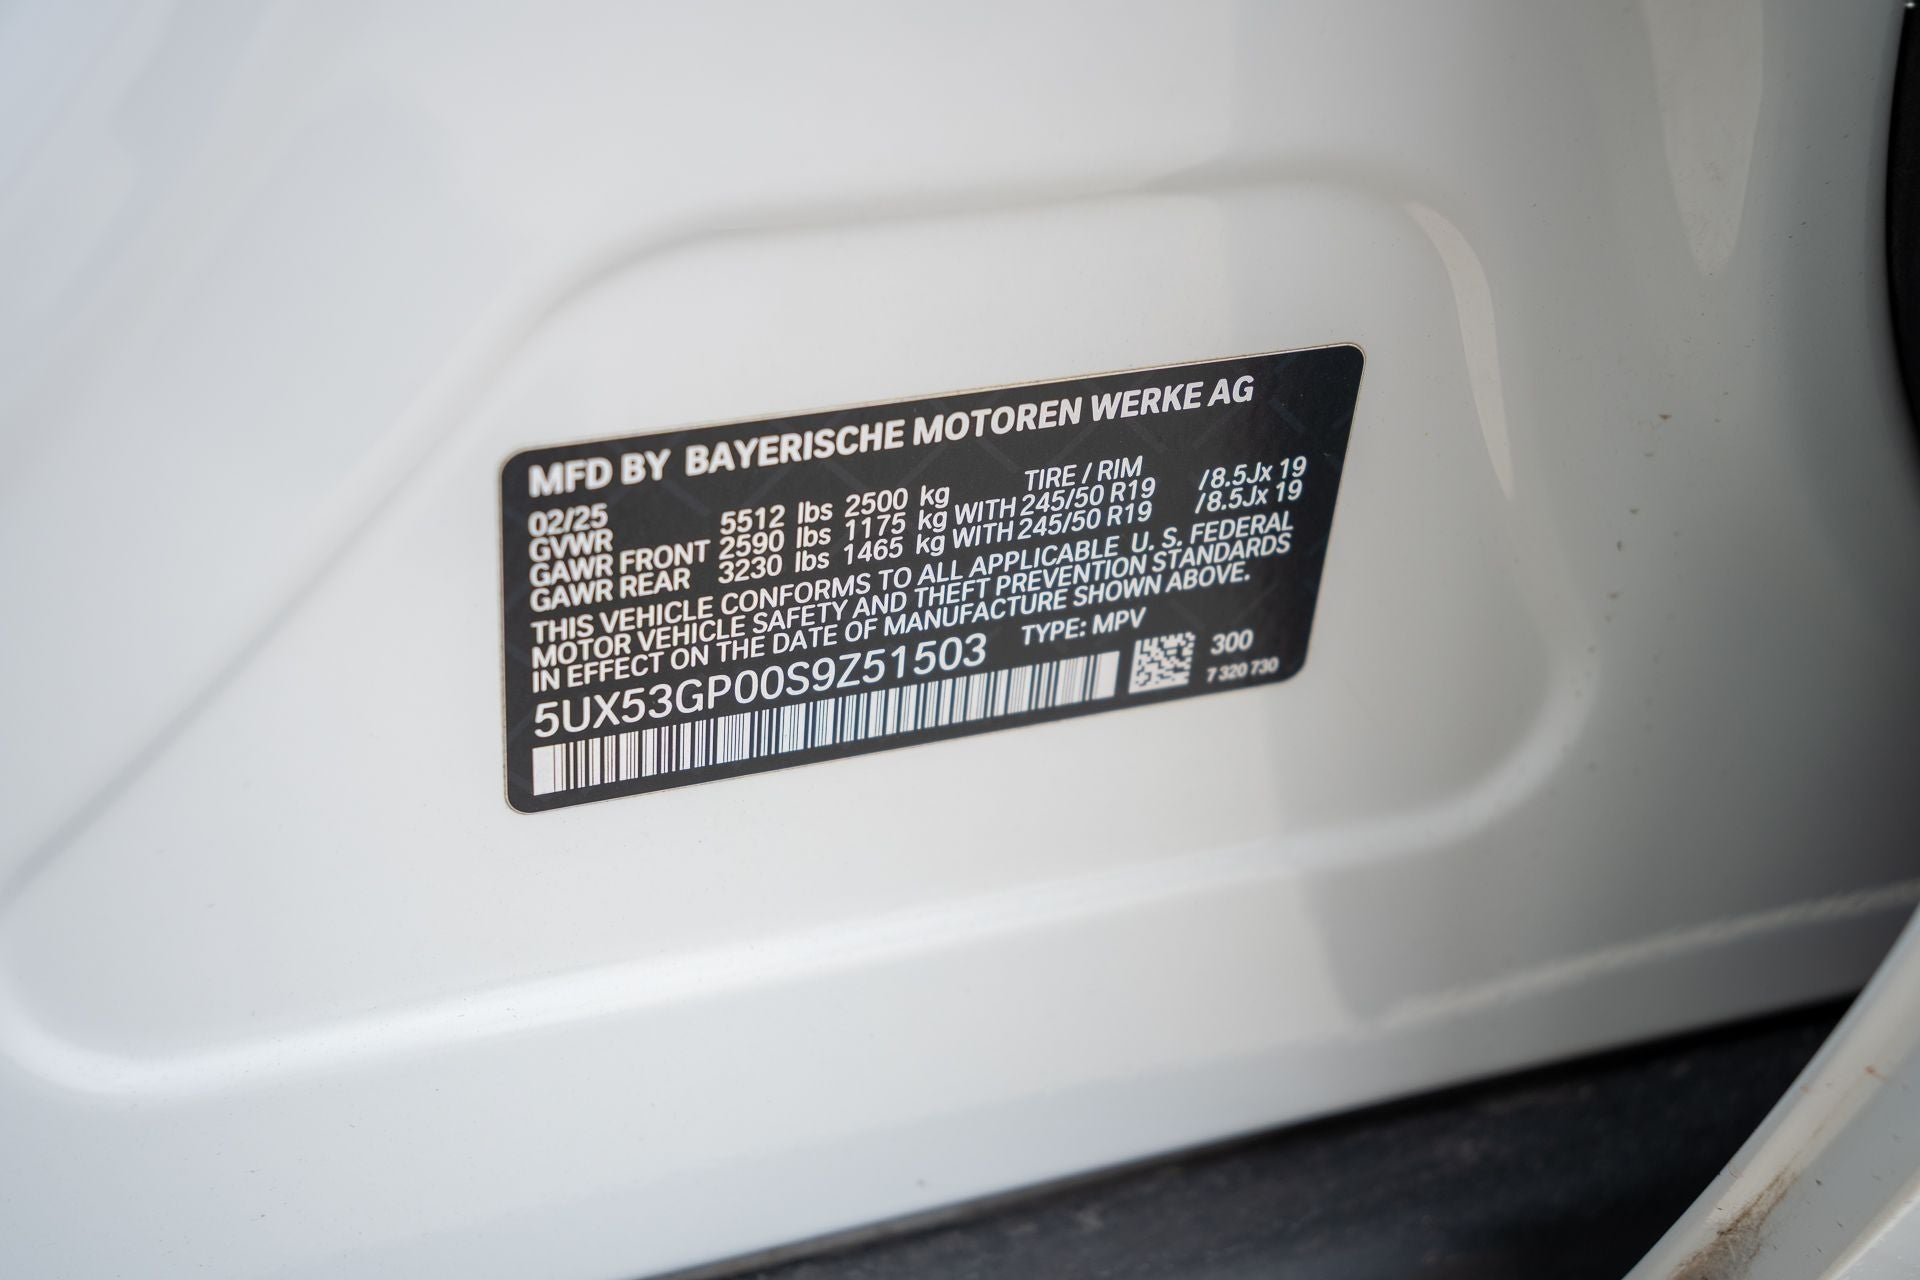 MFD BY BAYERISCHE MOTOREN WERKE AG
02/25 TIRE / RIM
GVWR 5512 lbs 2500 kg
GAWR FRONT 2590 lbs 1175 kg WITH 245/50 R19 /8.5Jx 19
GAWR REAR 3230 lbs 1465 kg WITH 245/50 R19 /8.5Jx 19
THIS VEHICLE CONFORMS TO ALL APPLICABLE U. S. FEDERAL
MOTOR VEHICLE SAFETY AND THEFT PREVENTION STANDARDS
IN EFFECT ON THE DATE OF MANUFACTURE SHOWN ABOVE.
5UX53GP00S9Z51503 TYPE: MPV
300
7 320 730